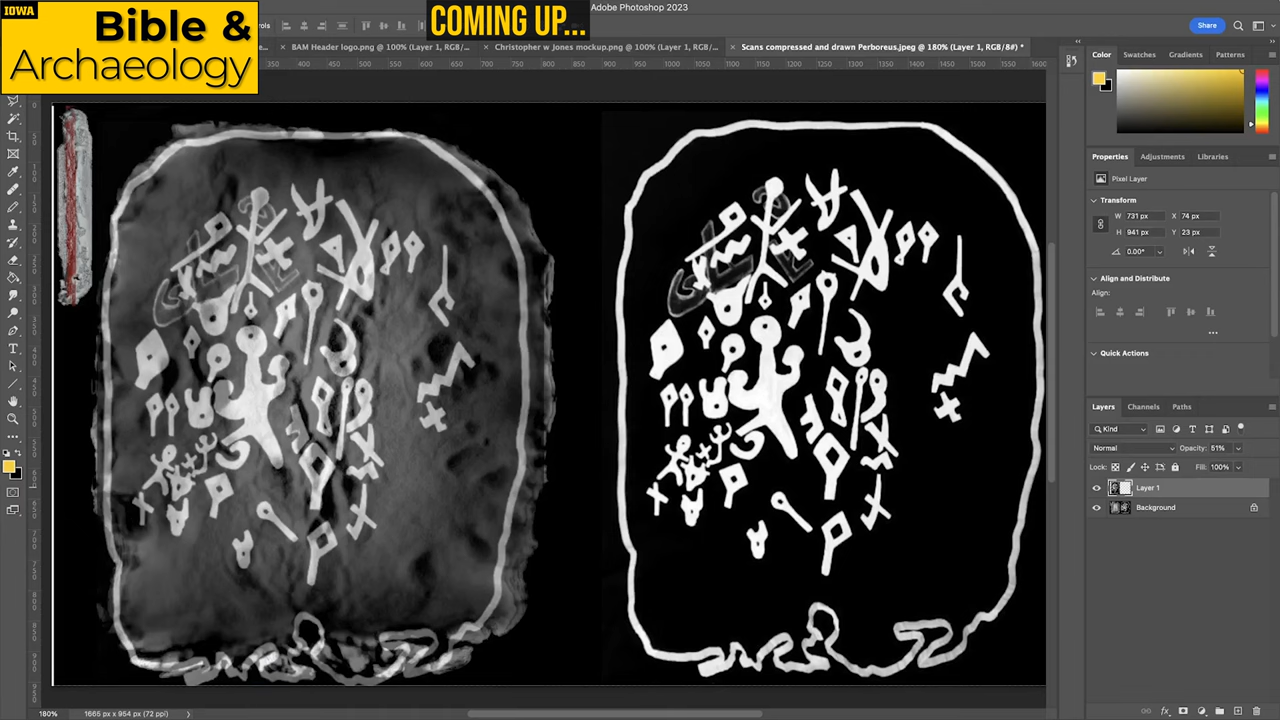 IOWA
Bible &
Archaeology
COMING UP...
Adobe Photoshop 2023
Share
BAM Header logo.png @ 100% (Layer 1, RGB/...
Christopher w Jones mockup.png @ 100% (Layer 1, RGB/...
Scans compressed and drawn Perboreus.jpeg @ 180% (Layer 1, RGB/8#) *
Color
Swatches
Gradients
Patterns
Properties
Adjustments
Libraries
Pixel Layer
Transform
W 731 px X 74 px
H 941 px Y 23 px
0.00°
Align and Distribute
Align:
Quick Actions
Layers
Channels
Paths
Kind
Normal
Opacity: 51%
Lock:
Fill: 100%
Layer 1
Background
180%
1665 px x 954 px (72 ppi)